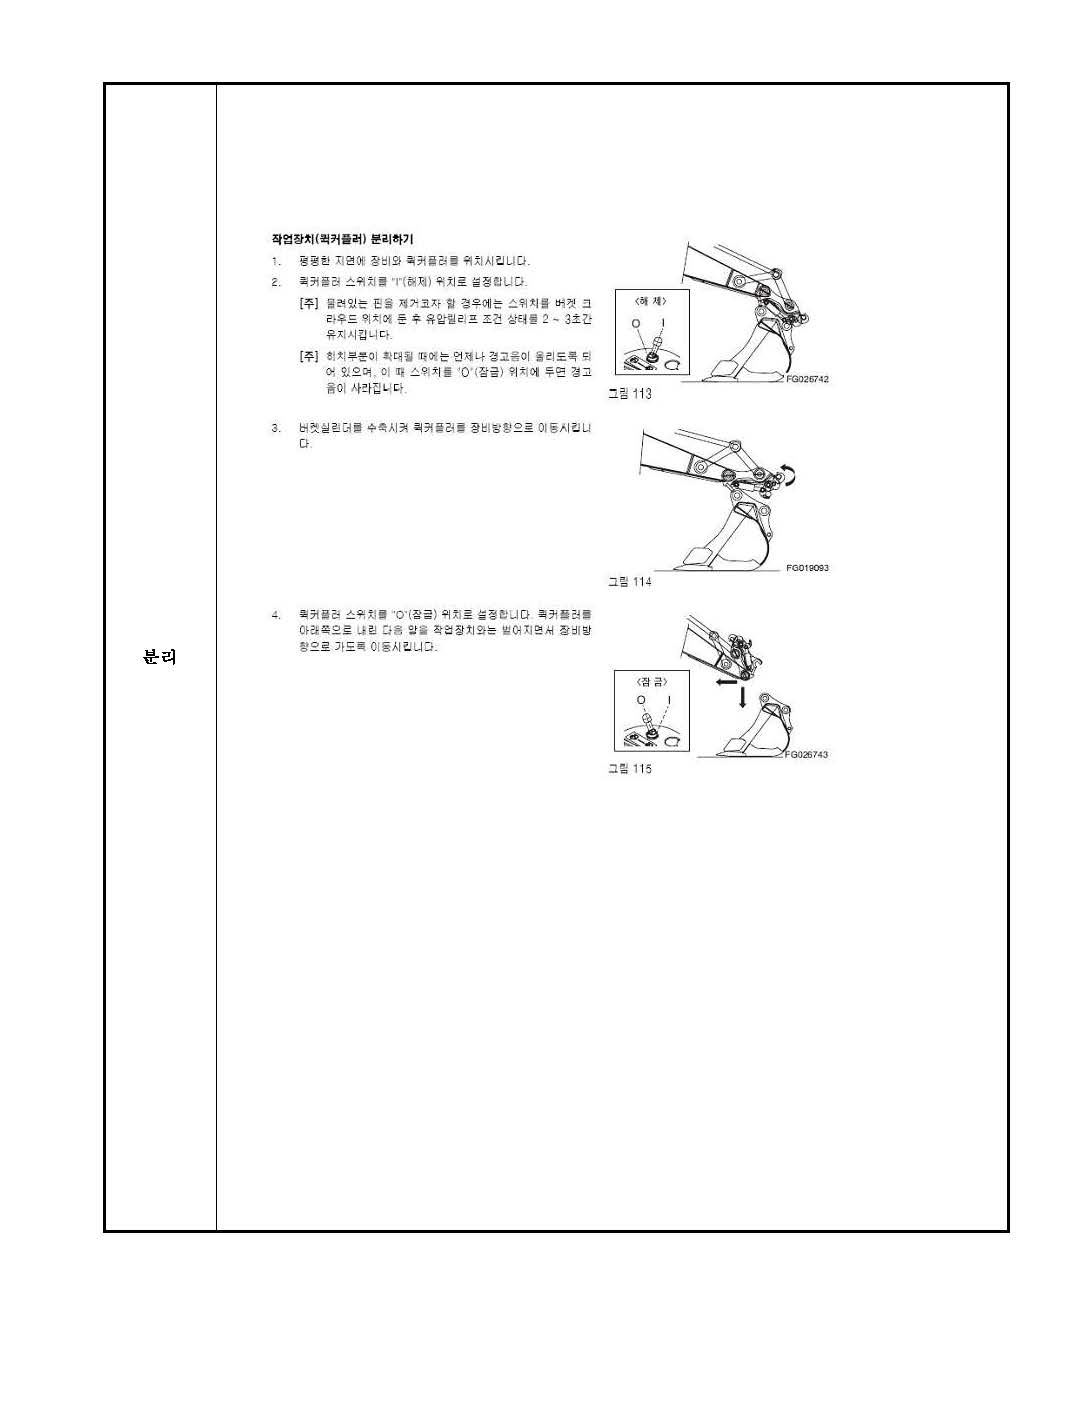 분리
작업장치(퀵커플러) 분리하기
1. 평평한 지면에 장비와 퀵커플러를 위치시킵니다.
2. 퀵커플러 스위치를 "I"(해제) 위치로 설정합니다.
[주] 물려있는 핀을 제거코자 할 경우에는 스위치를 버켓 크
라우드 위치에 둔 후 유압릴리프 조건 상태를 2 ~ 3초간
유지시킵니다.
[주] 히치부분이 확대될 때에는 언제나 경고음이 울리도록 되
어 있으며, 이 때 스위치를 "O"(잠금) 위치에 두면 경고
음이 사라집니다.
<해 제>
O I
FG026742
그림 113
3. 버켓실린더를 수축시켜 퀵커플러를 장비방향으로 이동시킵니
다.
FG019093
그림 114
4. 퀵커플러 스위치를 "O"(잠금) 위치로 설정합니다. 퀵커플러를
아래쪽으로 내린 다음 암을 작업장치와는 벌어지면서 장비방
향으로 가도록 이동시킵니다.
<잠 금>
O I
FG026743
그림 115